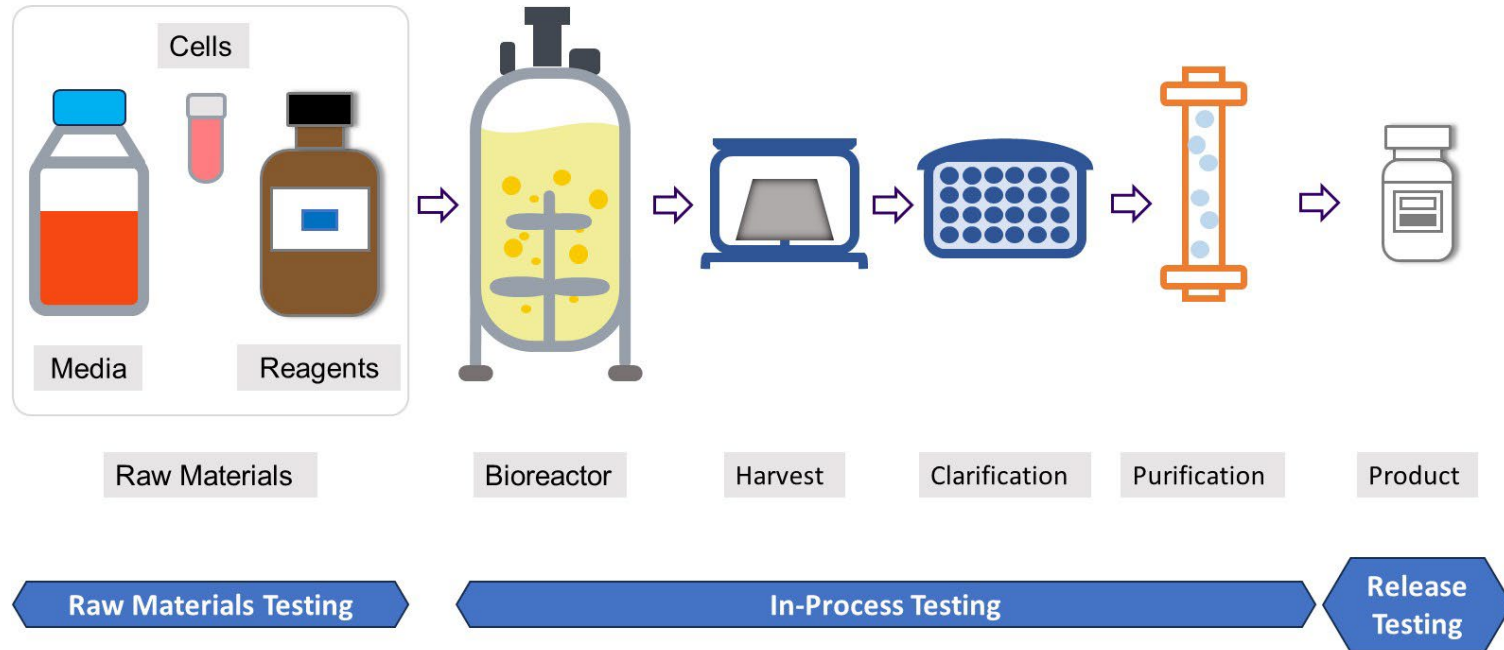 Cells
Media
Reagents
Raw Materials
Bioreactor
Harvest
Clarification
Purification
Product
Raw Materials Testing
In-Process Testing
Release
Testing